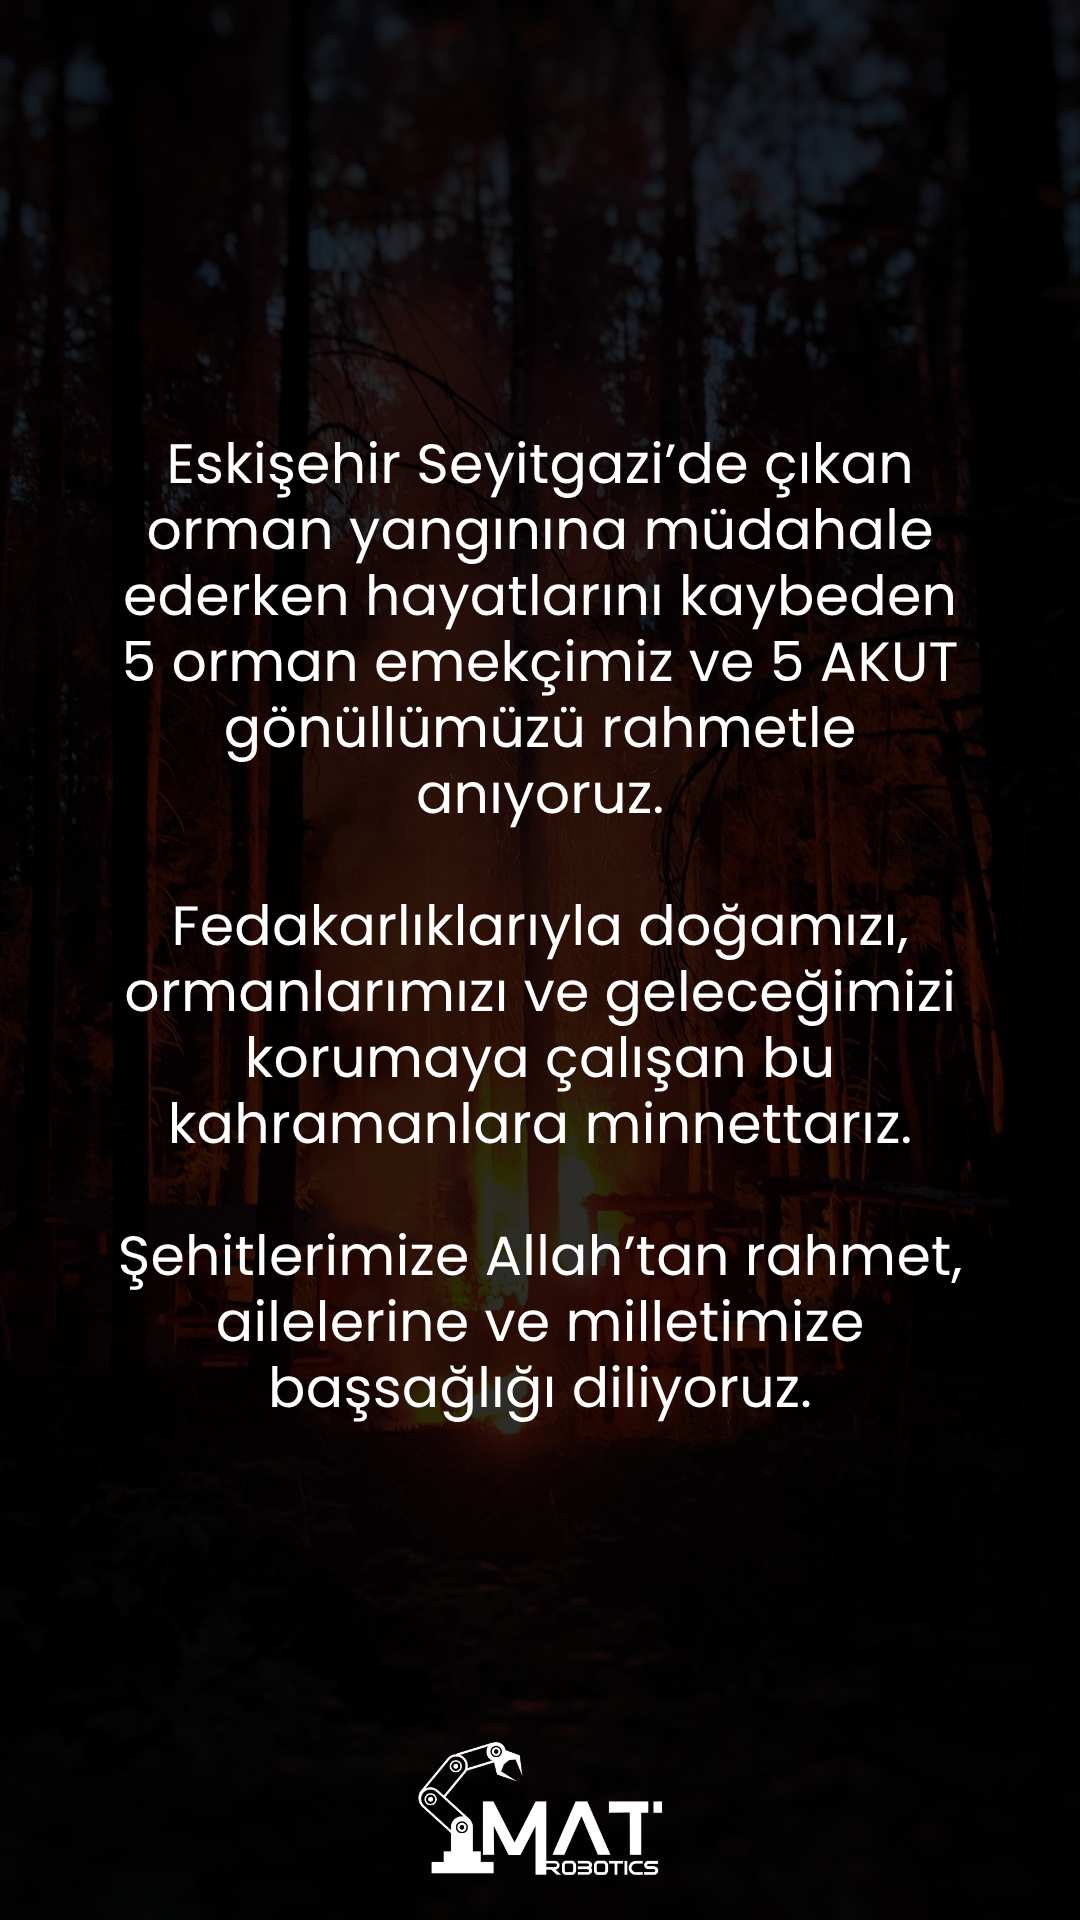 Eskişehir Seyitgazi’de çıkan
orman yangınına müdahale
ederken hayatlarını kaybeden
5 orman emekçimiz ve 5 AKUT
gönüllümüzü rahmetle
anıyoruz.
Fedakarlıklarıyla doğamızı,
ormanlarımızı ve geleceğimizi
korumaya çalışan bu
kahramanlara minnettarız.
Şehitlerimize Allah’tan rahmet,
ailelerine ve milletimize
başsağlığı diliyoruz.
MAT
ROBOTICS